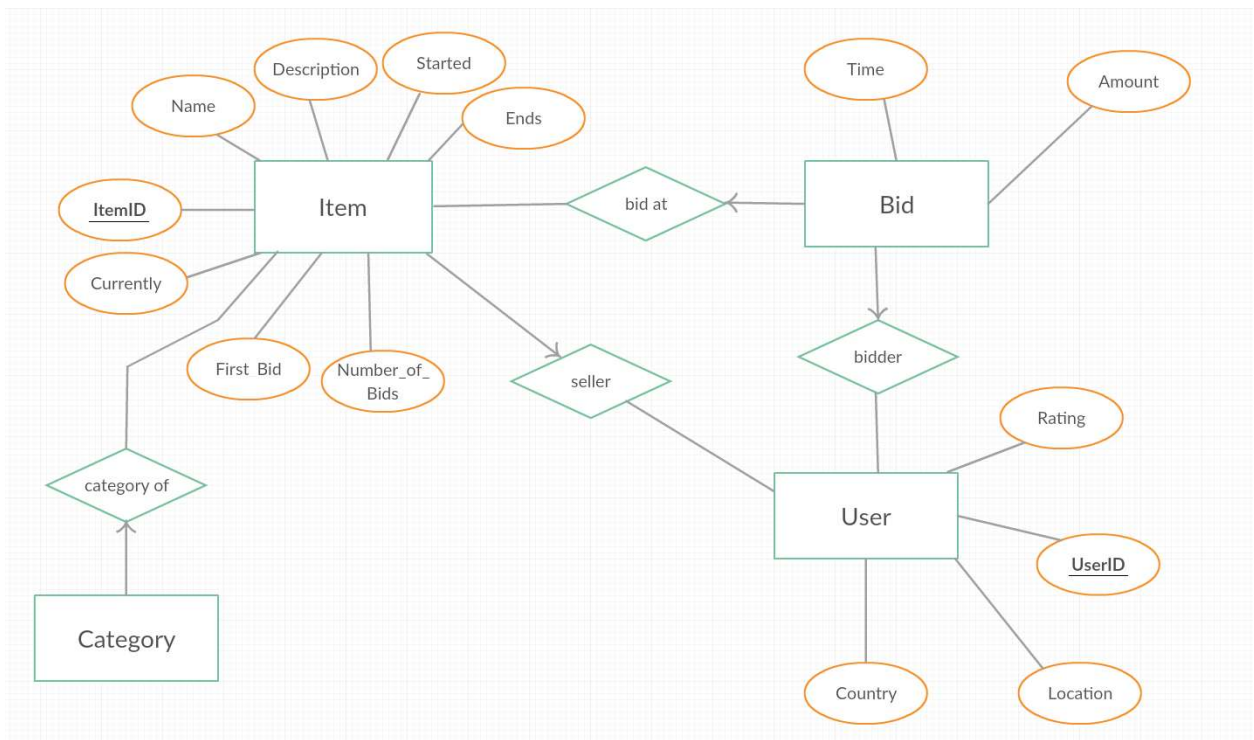 Started
Description
Time
Amount
Name
Ends
bid at
Bid
Item
ItemID
Currently
First Bid
Number_of_
Bids
seller
bidder
Rating
category of
User
UserID
Category
Country
Location